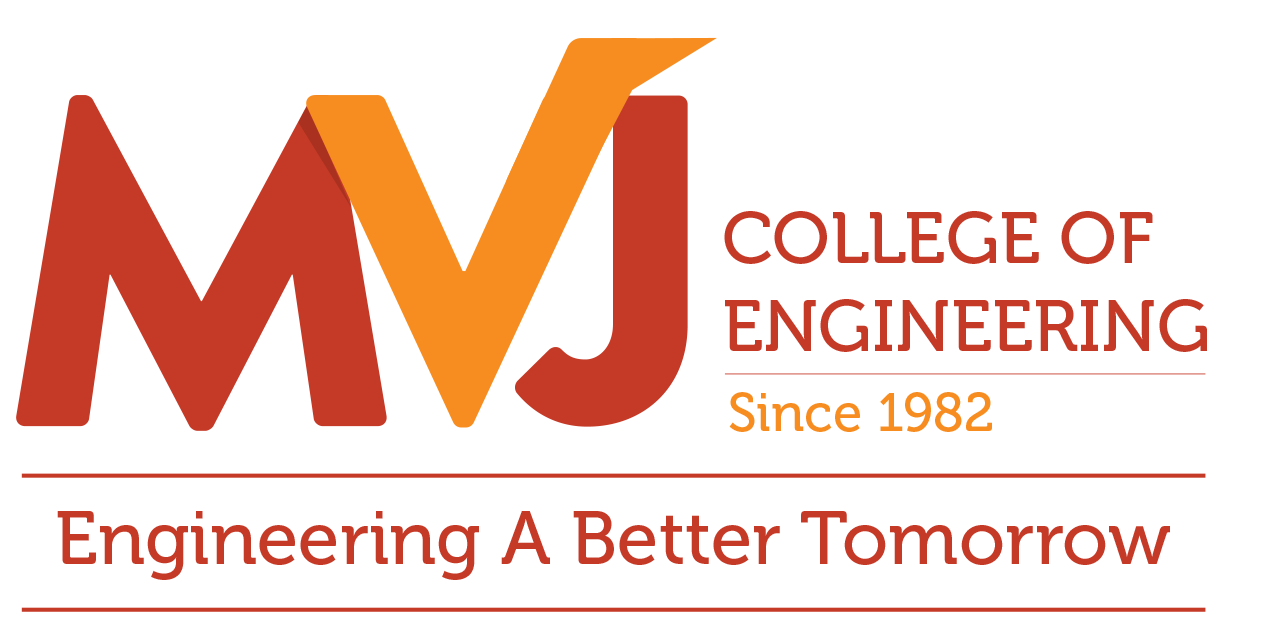 MVJ
COLLEGE OF
ENGINEERING
Since 1982
Engineering A Better Tomorrow